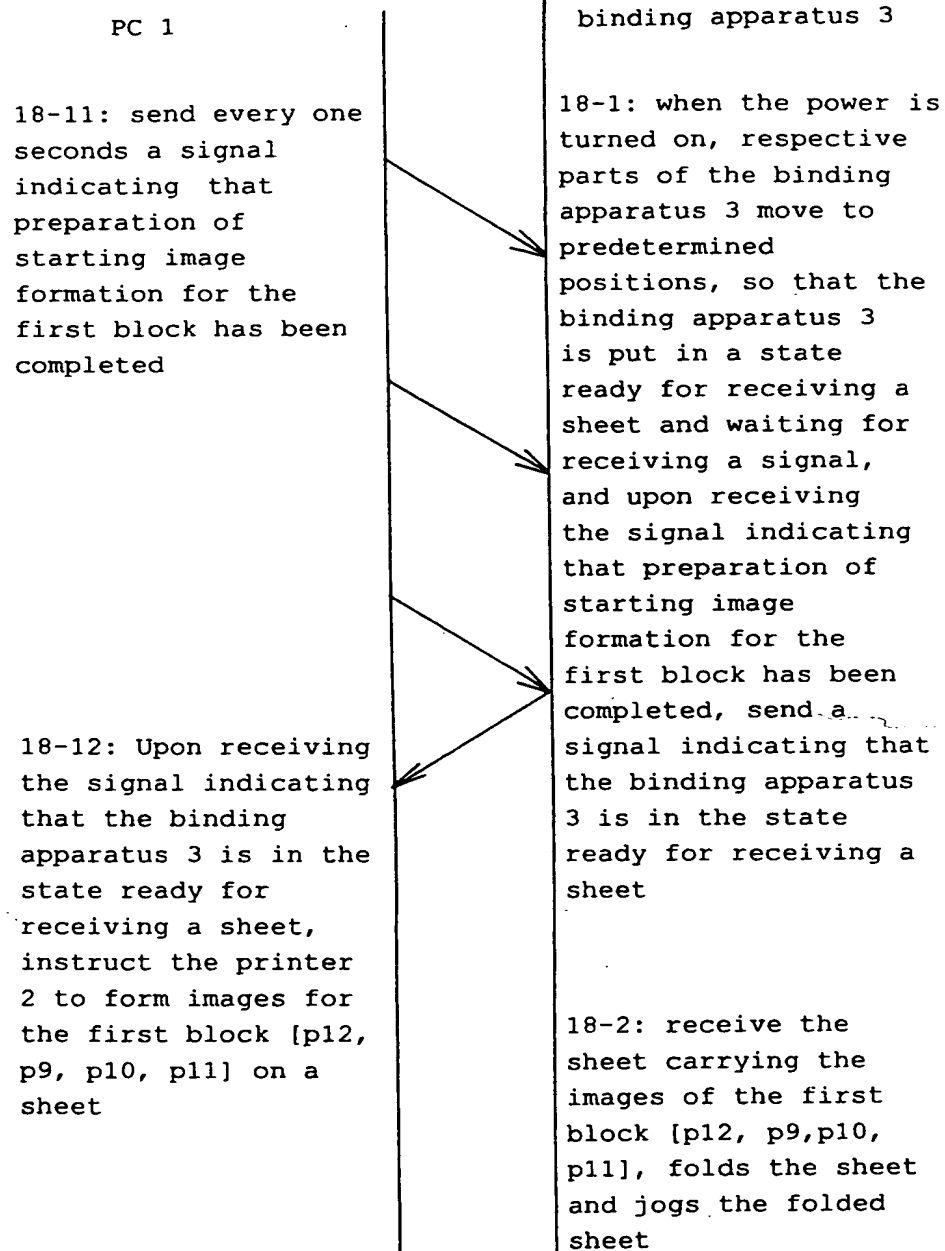 PC 1
18-11: send every one
seconds a signal
indicating that
preparation of
starting image
formation for the
first block has been
completed
18-12: Upon receiving
the signal indicating
that the binding
apparatus 3 is in the
state ready for
receiving a sheet,
instruct the printer
2 to form images for
the first block [p12,
p9, p10, p11] on a
sheet
binding apparatus 3
18-1: when the power is
turned on, respective
parts of the binding
apparatus 3 move to
predetermined
positions, so that the
binding apparatus 3
is put in a state
ready for receiving a
sheet and waiting for
receiving a signal,
and upon receiving
the signal indicating
that preparation of
starting image
formation for the
first block has been
completed, send a
signal indicating that
the binding apparatus
3 is in the state
ready for receiving a
sheet
18-2: receive the
sheet carrying the
images of the first
block [p12, p9,p10,
p11], folds the sheet
and jogs the folded
sheet